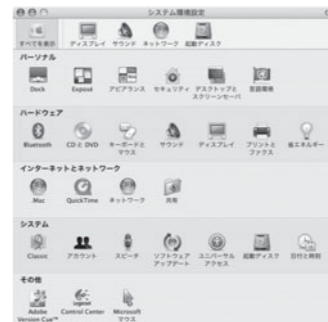 システム環境設定
すべてを表示 ディスプレイ サウンド ネットワーク 起動ディスク
パーソナル
Dock Exposé アピアランス セキュリティ デスクトップと スクリーンセーバ 言語環境
ハードウェア
Bluetooth CD と DVD キーボードと マウス サウンド ディスプレイ プリントと ファクス 省エネルギー
インターネットとネットワーク
.Mac QuickTime ネットワーク 共有
システム
Classic アカウント スピーチ ソフトウェア アップデート ユニバーサル アクセス 起動ディスク 日付と時刻
その他
Adobe Version Cue™ Logitech Control Center Microsoft マウス